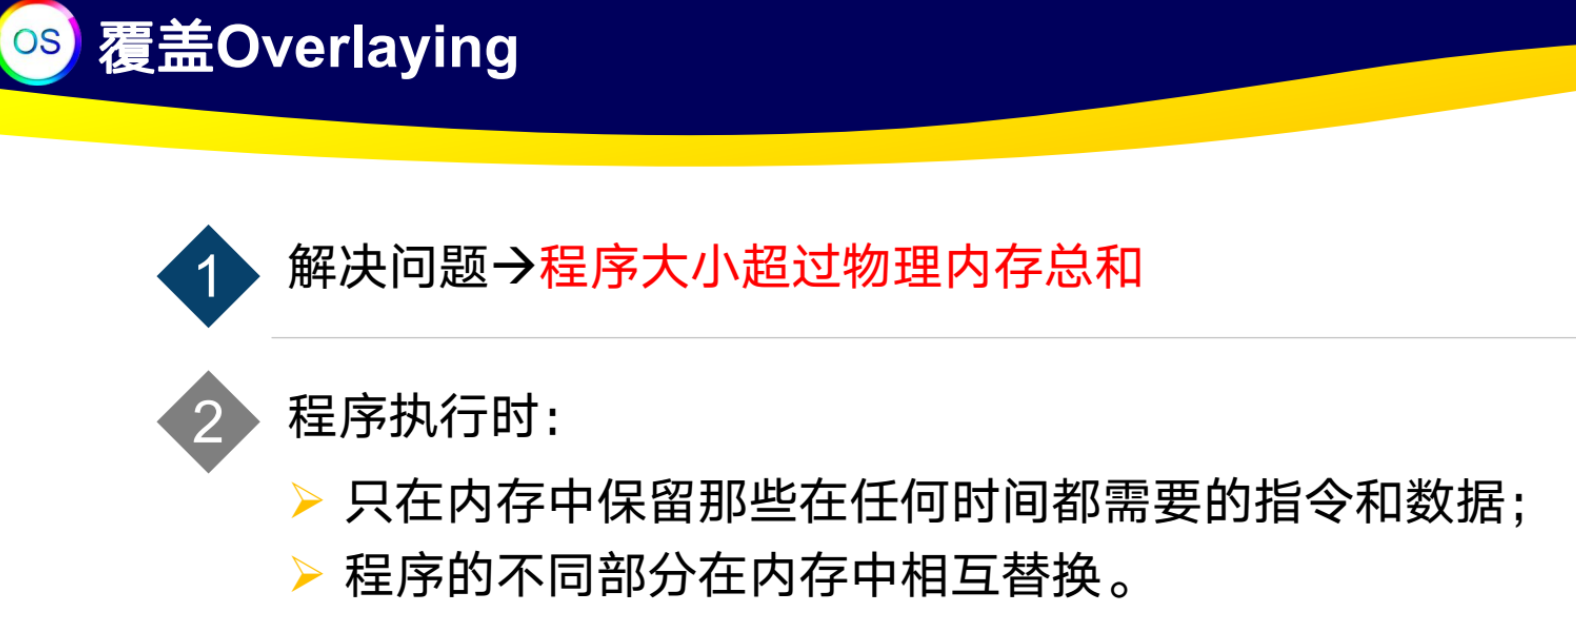 OS
覆盖Overlaying
1
解决问题→程序大小超过物理内存总和
2
程序执行时:
只在内存中保留那些在任何时间都需要的指令和数据;
程序的不同部分在内存中相互替换。